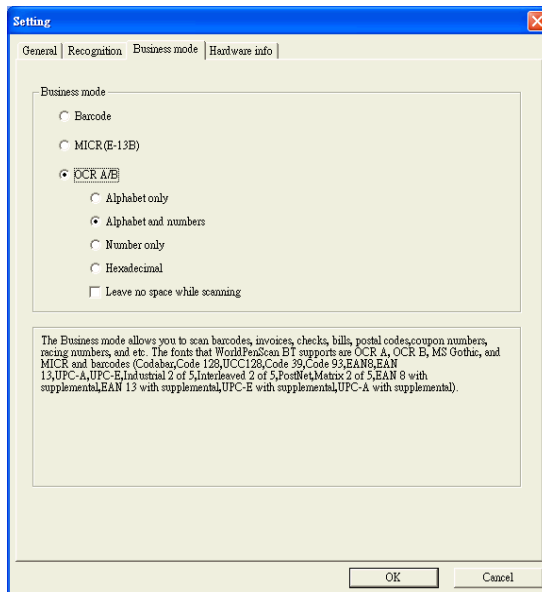 Setting
General Recognition Business mode Hardware info
Business mode
Barcode
MICR(E-13B)
OCR A/B
Alphabet only
Alphabet and numbers
Number only
Hexadecimal
Leave no space while scanning
The Business mode allows you to scan barcodes, invoices, checks, bills, postal codes,coupon numbers,
racing numbers, and etc. The fonts that WorldPenScan BT supports are OCR A, OCR B, MS Gothic, and
MICR and barcodes (Codabar,Code 128,UCC128,Code 39,Code 93,EAN8,EAN
13,UPC-A,UPC-E,Industrial 2 of 5,Interleaved 2 of 5,PostNet,Matrix 2 of 5,EAN 8 with
supplemental,EAN 13 with supplemental,UPC-E with supplemental,UPC-A with supplemental).
OK Cancel